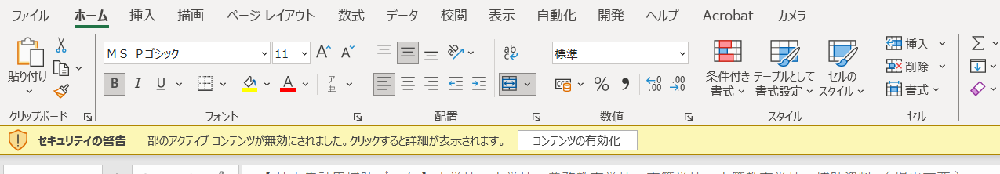 ファイル ホーム 挿入 描画 ページ レイアウト 数式 データ 校閲 表示 自動化 開発 ヘルプ Acrobat カメラ
ＭＳ Ｐゴシック 11 A A ab c 標準 挿入
貼り付け B I U A ア 亜 % 条件付き 書式 テーブルとして 書式設定 セルの スタイル 削除
書式
クリップボード フォント 配置 数値 スタイル セル
セキュリティの警告 一部のアクティブ コンテンツが無効にされました。クリックすると詳細が表示されます。 コンテンツの有効化